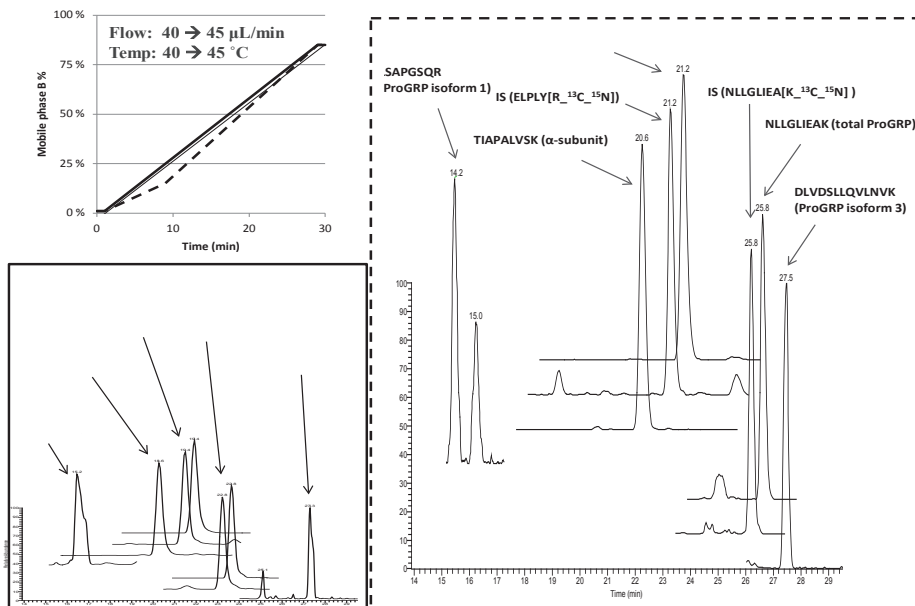 Flow: 40 → 45 µL/min
Temp: 40 → 45 ˚C
100 %
75 %
50 %
25 %
0 %
Mobile phase B %
0
10
20
30
Time (min)
.SAPGSQR
ProGRP isoform 1)
IS (ELPLY[R_¹³C_¹⁵N])
TIAPALVSK (α-subunit)
IS (NLLGLIEA[K_¹³C_¹⁵N] )
NLLGLIEAK (total ProGRP)
DLVDSLLQVLNVK
(ProGRP isoform 3)
14.2
15.0
20.6
21.2
21.2
25.8
25.8
27.5
100
90
80
70
60
50
40
30
20
10
0
14 15 16 17 18 19 20 21 22 23 24 25 26 27 28 29
Time (min)